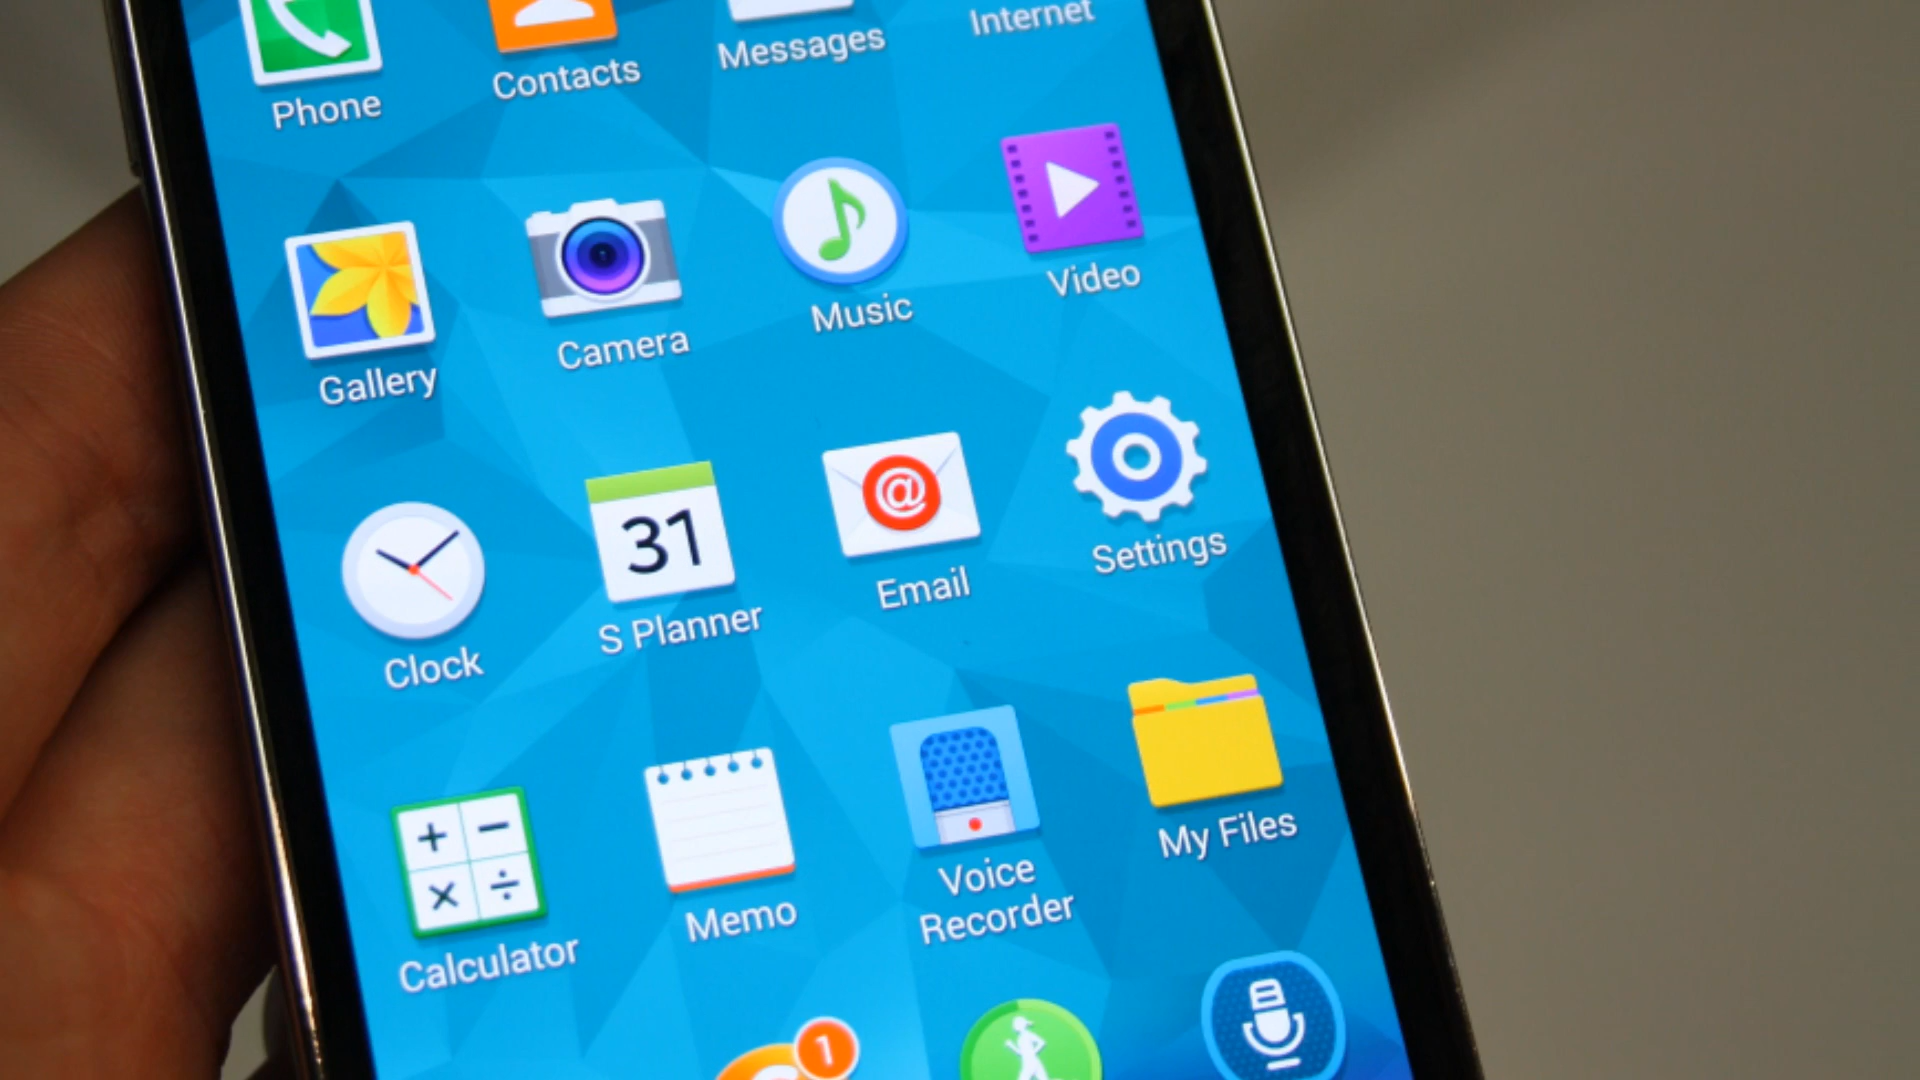 Phone
Contacts
Messages
Internet
Gallery
Camera
Music
Video
Clock
31
S Planner
@
Email
Settings
+ −
× ÷
Calculator
Memo
Voice
Recorder
My Files
1